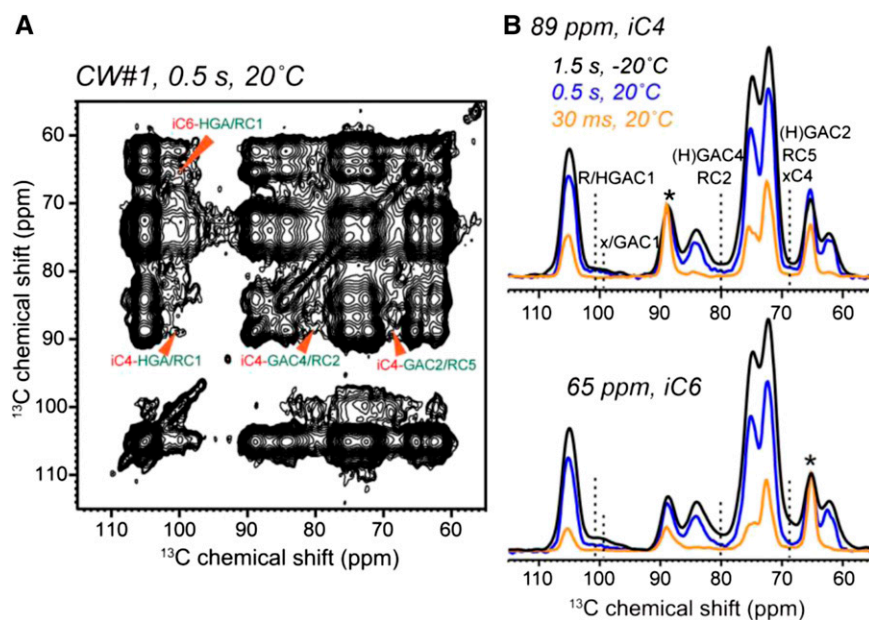 A
CW#1, 0.5 s, 20˚C
iC6-HGA/RC1
iC4-HGA/RC1
iC4-GAC4/RC2
iC4-GAC2/RC5
60
70
80
90
100
110
¹³C chemical shift (ppm)
110 100 90 80 70 60
¹³C chemical shift (ppm)
B
89 ppm, iC4
1.5 s, -20˚C
0.5 s, 20˚C
30 ms, 20˚C
R/HGAC1
x/GAC1
*
(H)GAC4
RC2
(H)GAC2
RC5
xC4
110 100 90 80 70 60
65 ppm, iC6
*
110 100 90 80 70 60
¹³C chemical shift (ppm)